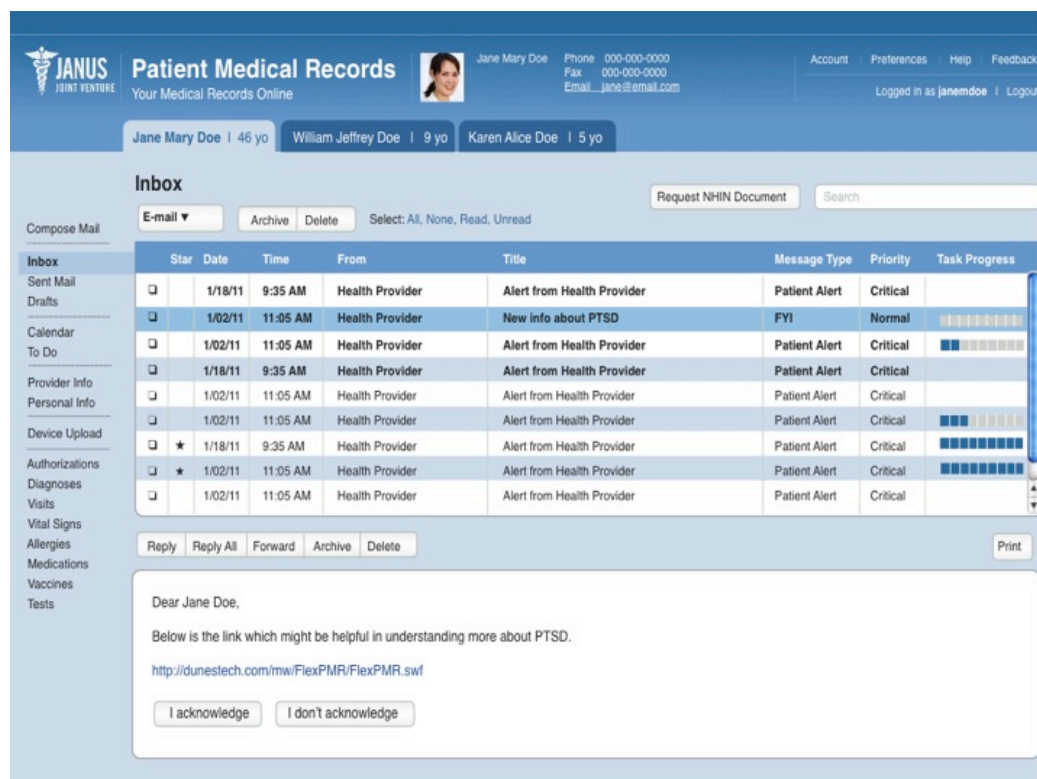 JANUS
JOINT VENTURE
Patient Medical Records
Your Medical Records Online
Jane Mary Doe
Phone 000-000-0000
Fax 000-000-0000
Email jane@email.com
Account | Preferences | Help | Feedback
Logged in as janemdoe | Logout
Jane Mary Doe | 46 yo
William Jeffrey Doe | 9 yo
Karen Alice Doe | 5 yo
Inbox
Request NHIN Document
Search
E-mail ▼
Archive Delete
Select: All, None, Read, Unread
Compose Mail
Inbox
Sent Mail
Drafts
Calendar
To Do
Provider Info
Personal Info
Device Upload
Authorizations
Diagnoses
Visits
Vital Signs
Allergies
Medications
Vaccines
Tests
Star Date Time From Title Message Type Priority Task Progress
1/18/11 9:35 AM Health Provider Alert from Health Provider Patient Alert Critical
1/02/11 11:05 AM Health Provider New info about PTSD FYI Normal
1/02/11 11:05 AM Health Provider Alert from Health Provider Patient Alert Critical
1/18/11 9:35 AM Health Provider Alert from Health Provider Patient Alert Critical
1/02/11 11:05 AM Health Provider Alert from Health Provider Patient Alert Critical
1/02/11 11:05 AM Health Provider Alert from Health Provider Patient Alert Critical
★ 1/18/11 9:35 AM Health Provider Alert from Health Provider Patient Alert Critical
★ 1/02/11 11:05 AM Health Provider Alert from Health Provider Patient Alert Critical
1/02/11 11:05 AM Health Provider Alert from Health Provider Patient Alert Critical
Reply Reply All Forward Archive Delete
Print
Dear Jane Doe,
Below is the link which might be helpful in understanding more about PTSD.
http://dunestech.com/mw/FlexPMR/FlexPMR.swf
I acknowledge
I don't acknowledge